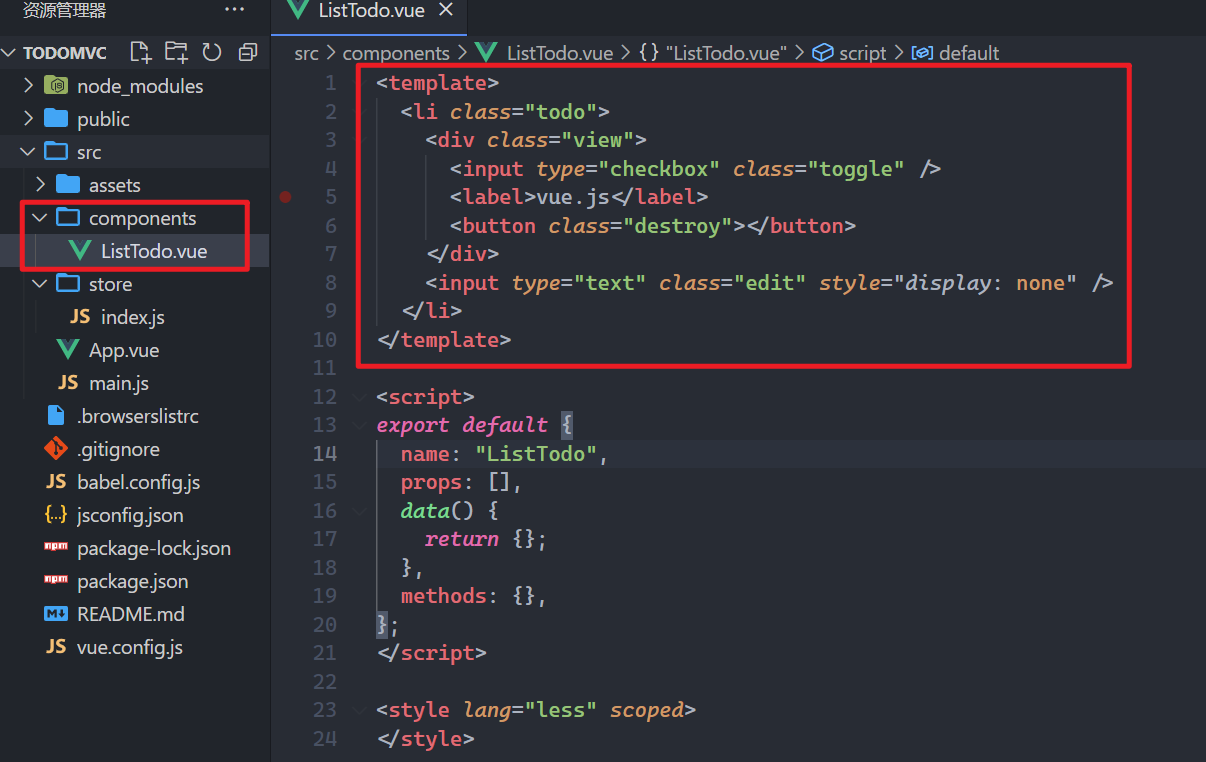 资源管理器 ···
TODOMVC
node_modules
public
src
assets
components
ListTodo.vue
store
JS index.js
App.vue
JS main.js
.browserslistrc
.gitignore
JS babel.config.js
{..} jsconfig.json
npm package-lock.json
npm package.json
M↓ README.md
JS vue.config.js
ListTodo.vue ×
src > components > ListTodo.vue > {} "ListTodo.vue" > script > default
1 <template>
2 <li class="todo">
3 <div class="view">
4 <input type="checkbox" class="toggle" />
5 <label>vue.js</label>
6 <button class="destroy"></button>
7 </div>
8 <input type="text" class="edit" style="display: none" />
9 </li>
10 </template>
11
12 <script>
13 export default {
14 name: "ListTodo",
15 props: [],
16 data() {
17 return {};
18 },
19 methods: {},
20 };
21 </script>
22
23 <style lang="less" scoped>
24 </style>